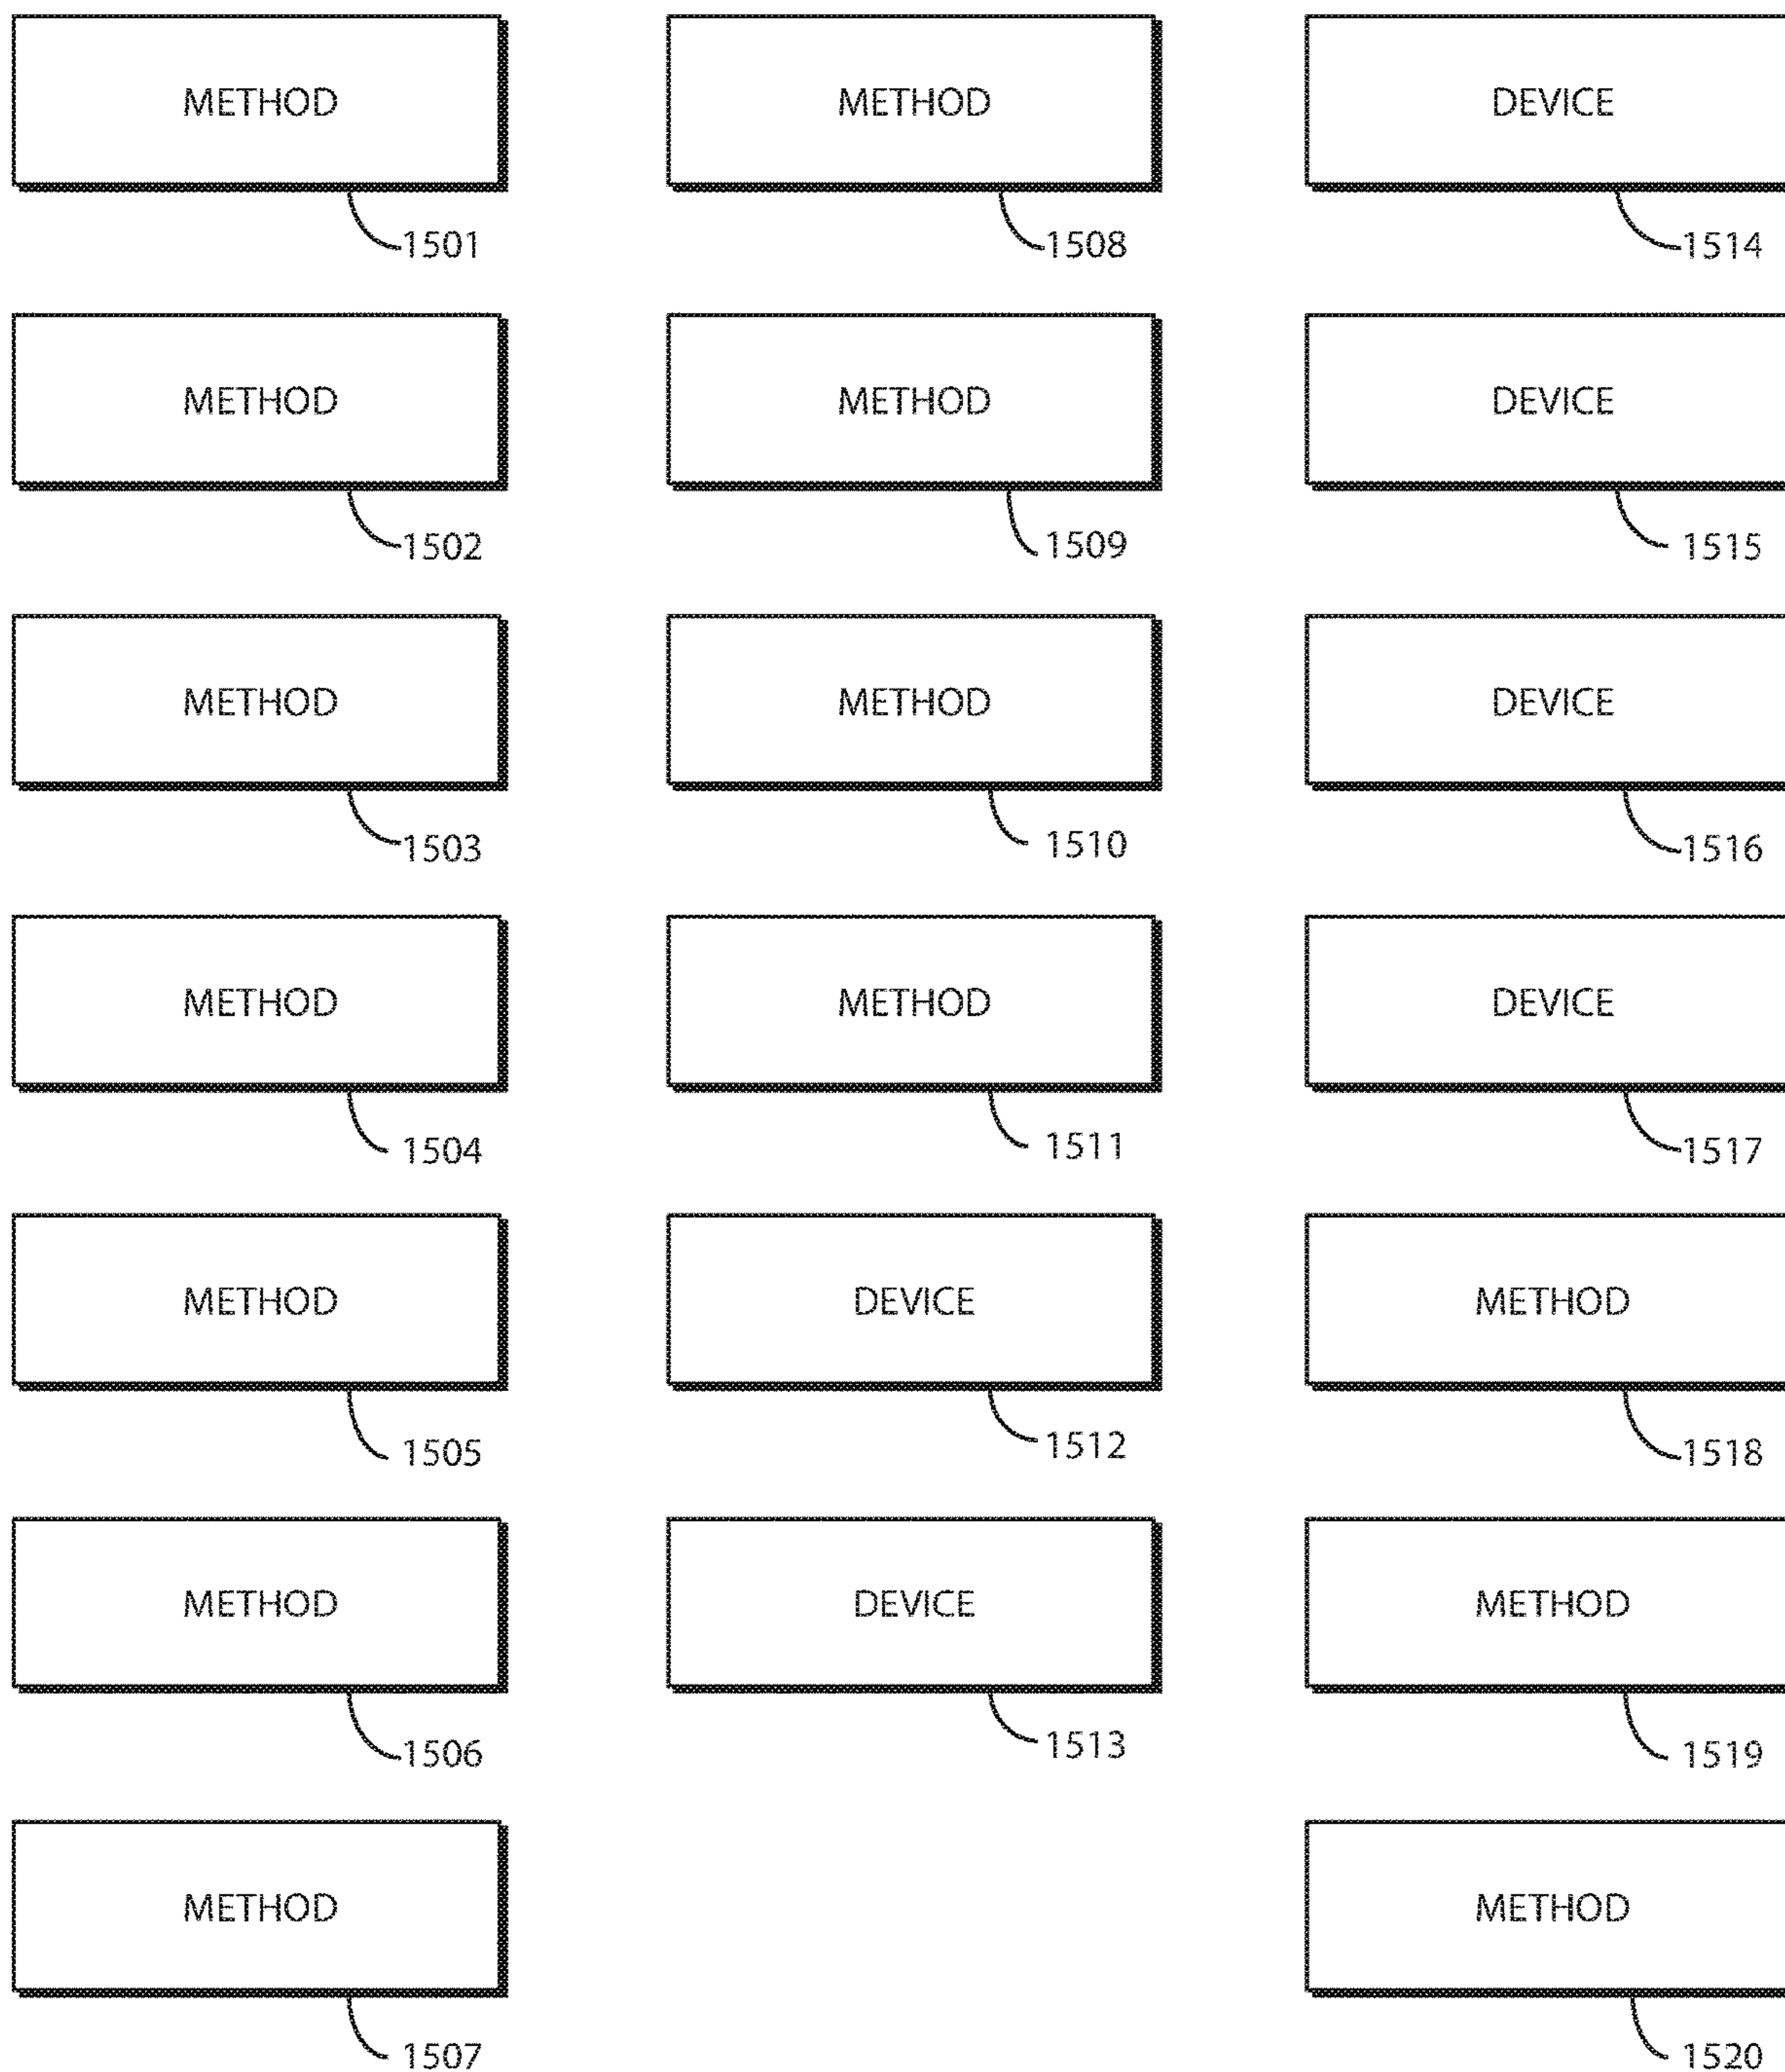 METHOD
1501
METHOD
1502
METHOD
1503
METHOD
1504
METHOD
1505
METHOD
1506
METHOD
1507
METHOD
1508
METHOD
1509
METHOD
1510
METHOD
1511
DEVICE
1512
DEVICE
1513
DEVICE
1514
DEVICE
1515
DEVICE
1516
DEVICE
1517
METHOD
1518
METHOD
1519
METHOD
1520